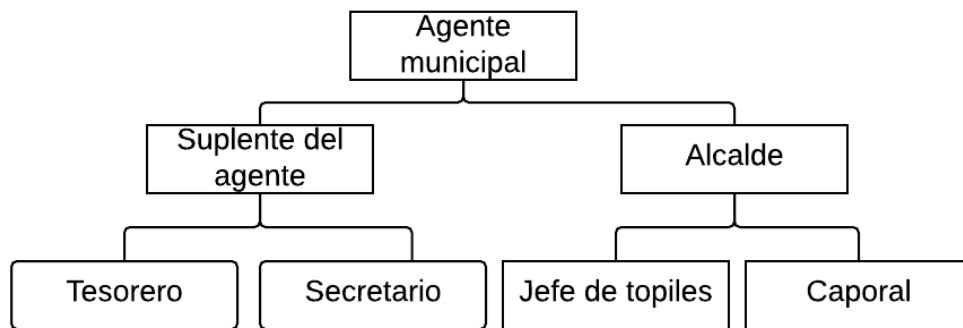 Agente
municipal
Suplente del
agente
Alcalde
Tesorero
Secretario
Jefe de topiles
Caporal